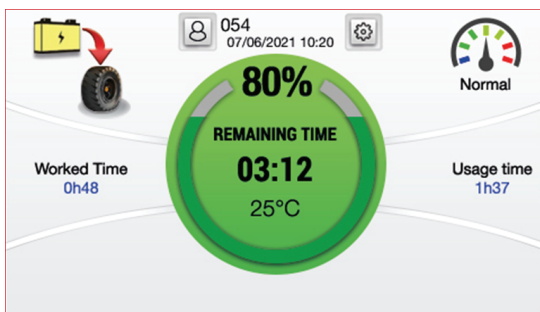 054
07/06/2021 10:20
80%
Normal
REMAINING TIME
03:12
25°C
Worked Time
0h48
Usage time
1h37